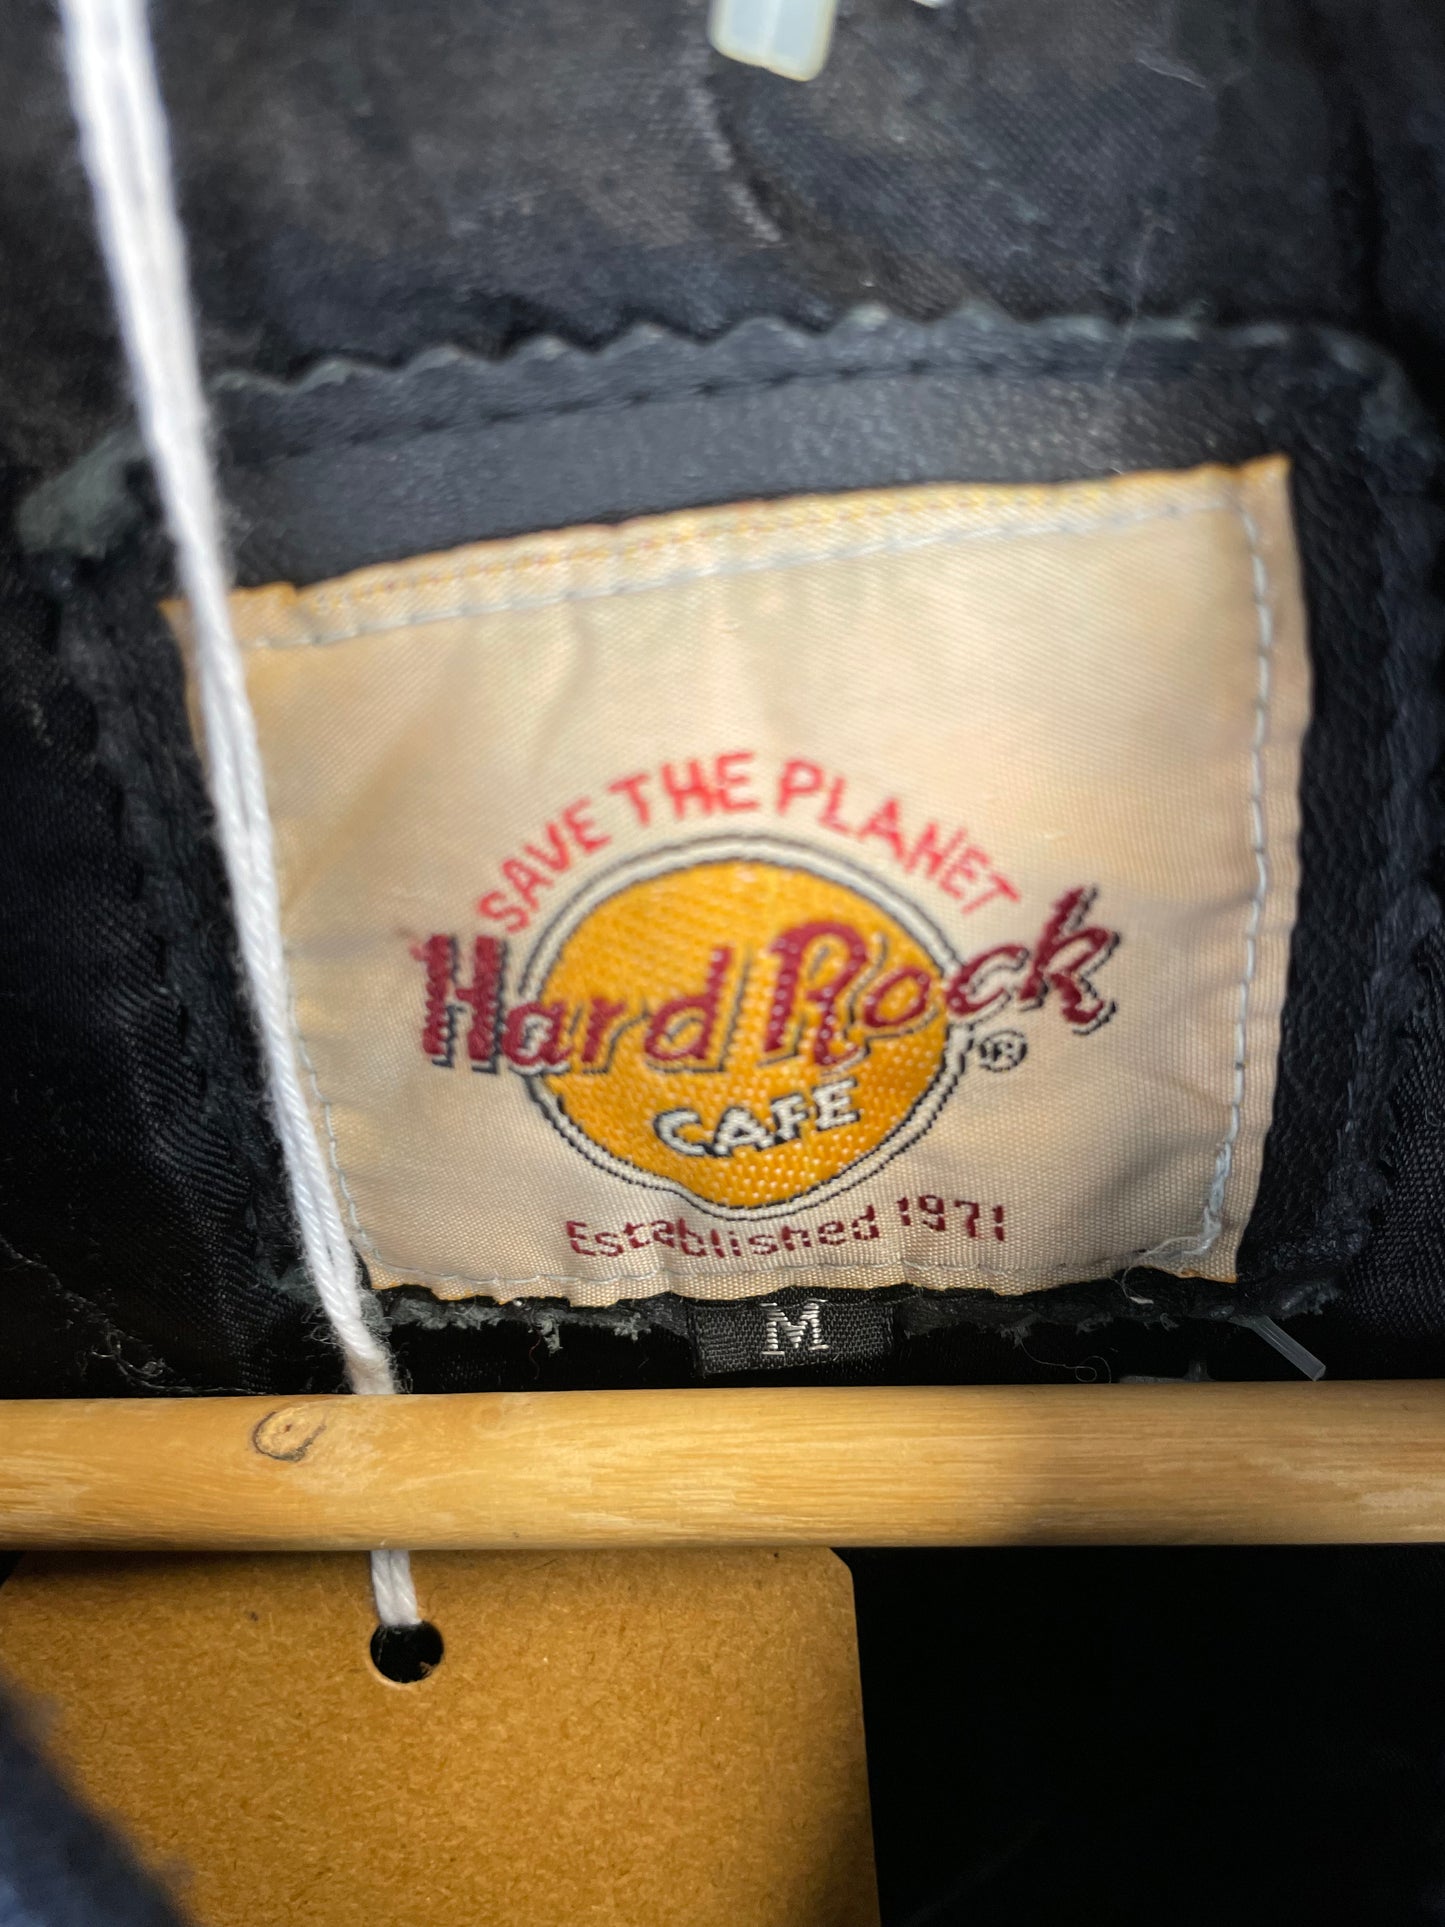 SAVE THE PLANET
Hard Rock
®
CAFE
Established 1971
M